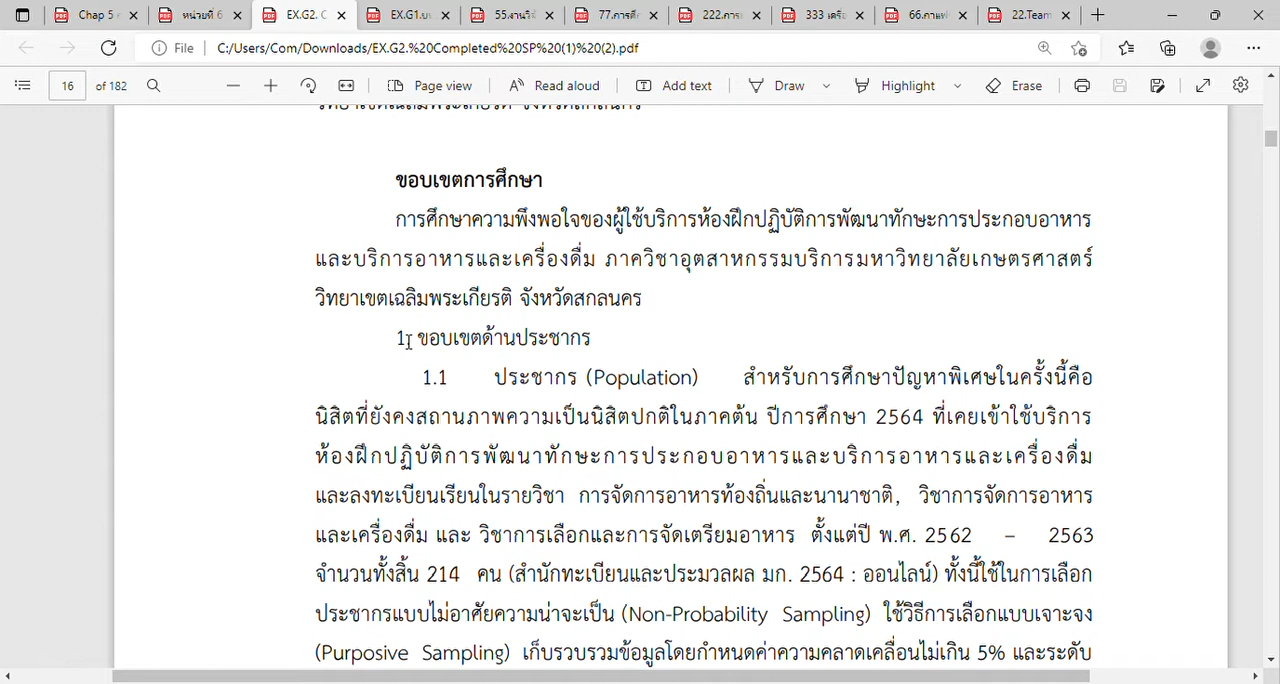 Chap 5
หน่วยที่ 6
EX.G2. C
EX.G1.
55.งานวิจั
77.การศึก
222.การ
333
66.กาแฟ
22.Team
File
C:/Users/Com/Downloads/EX.G2.%20Completed%20SP%20(1)%20(2).pdf
16 of 182
Page view
Read aloud
Add text
Draw
Highlight
Erase
วิทยาเขตเฉลิมพระเกียรติ จังหวัดสกลนคร
ขอบเขตการศึกษา
การศึกษาความพึงพอใจของผู้ใช้บริการห้องฝึกปฏิบัติการพัฒนาทักษะการประกอบอาหาร
และบริการอาหารและเครื่องดื่ม ภาควิชาอุตสาหกรรมบริการมหาวิทยาลัยเกษตรศาสตร์
วิทยาเขตเฉลิมพระเกียรติ จังหวัดสกลนคร
1. ขอบเขตด้านประชากร
1.1 ประชากร (Population) สำหรับการศึกษาปัญหาพิเศษในครั้งนี้คือ
นิสิตที่ยังคงสถานภาพความเป็นนิสิตปกติในภาคต้น ปีการศึกษา 2564 ที่เคยเข้าใช้บริการ
ห้องฝึกปฏิบัติการพัฒนาทักษะการประกอบอาหารและบริการอาหารและเครื่องดื่ม
และลงทะเบียนเรียนในรายวิชา การจัดการอาหารท้องถิ่นและนานาชาติ, วิชาการจัดการอาหาร
และเครื่องดื่ม และ วิชาการเลือกและการจัดเตรียมอาหาร ตั้งแต่ปี พ.ศ. 2562 – 2563
จำนวนทั้งสิ้น 214 คน (สำนักทะเบียนและประมวลผล มก. 2564 : ออนไลน์) ทั้งนี้ใช้ในการเลือก
ประชากรแบบไม่อาศัยความน่าจะเป็น (Non-Probability Sampling) ใช้วิธีการเลือกแบบเจาะจง
(Purposive Sampling) เก็บรวบรวมข้อมูลโดยกำหนดค่าความคลาดเคลื่อนไม่เกิน 5% และระดับ